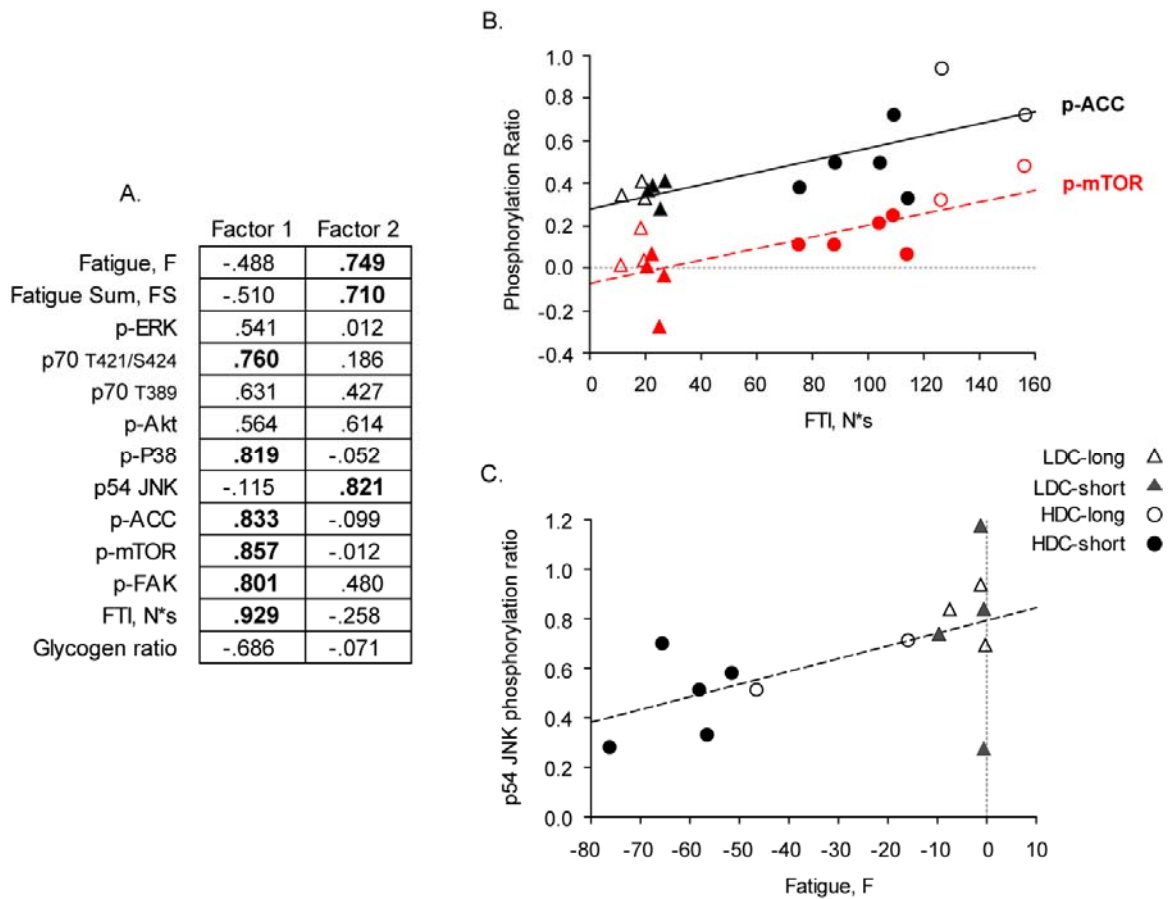 A.
Factor 1 Factor 2
Fatigue, F -.488 .749
Fatigue Sum, FS -.510 .710
p-ERK .541 .012
p70 T421/S424 .760 .186
p70 T389 .631 .427
p-Akt .564 .614
p-P38 .819 -.052
p54 JNK -.115 .821
p-ACC .833 -.099
p-mTOR .857 -.012
p-FAK .801 .480
FTI, N*s .929 -.258
Glycogen ratio -.686 -.071
B.
Phosphorylation Ratio
1.0
0.8
0.6
0.4
0.2
0.0
-0.2
-0.4
p-ACC
p-mTOR
0 20 40 60 80 100 120 140 160
FTI, N*s
LDC-long
LDC-short
HDC-long
HDC-short
C.
p54 JNK phosphorylation ratio
1.2
1.0
0.8
0.6
0.4
0.2
0.0
-80 -70 -60 -50 -40 -30 -20 -10 0 10
Fatigue, F